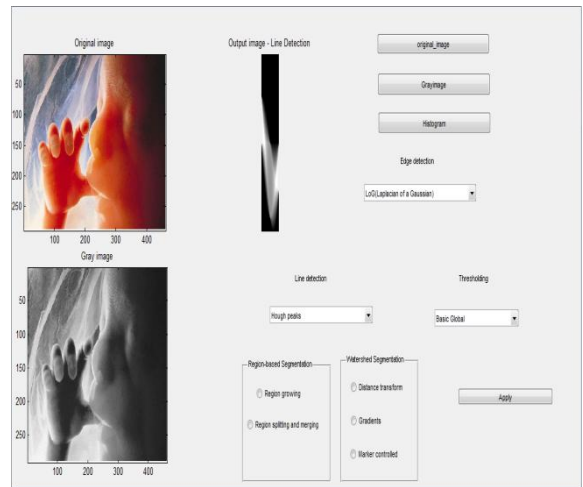 Original image
Output image - Line Detection
original_image
Grayimage
Histogram
Edge detection
LoG(Laplacian of a Gaussian)
50
100
150
200
250
100 200 300 400
Gray image
Line detection
Thresholding
Hough peaks
Basic Global
50
100
150
200
250
100 200 300 400
Region-based Segmentation
Region growing
Region splitting and merging
Watershed Segmentation
Distance transform
Gradients
Marker controlled
Apply